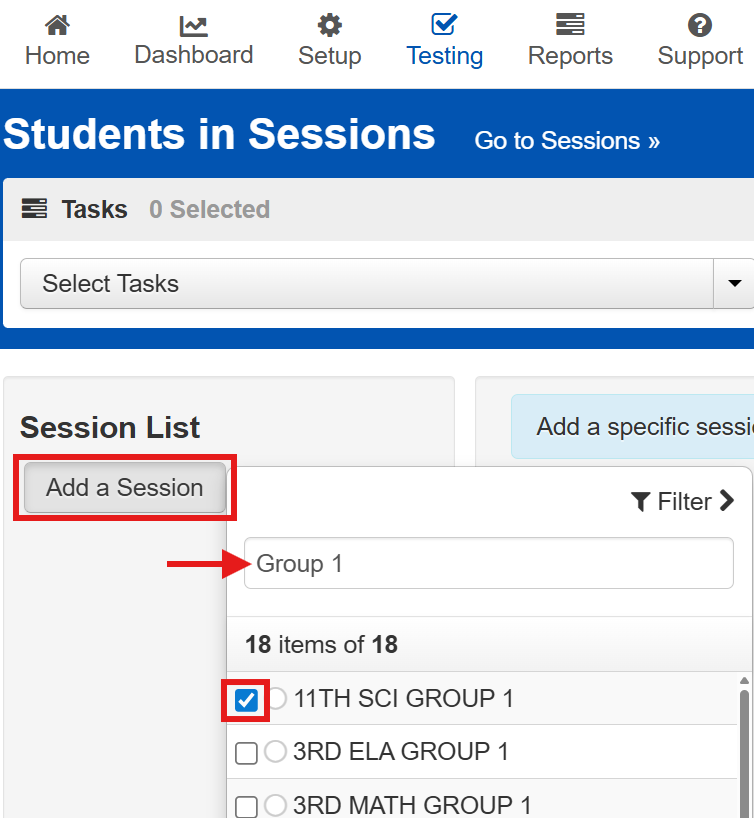 Home Dashboard Setup Testing Reports Support
Students in Sessions Go to Sessions »
Tasks 0 Selected
Select Tasks
Session List
Add a specific
Add a Session
Filter
Group 1
18 items of 18
11TH SCI GROUP 1
3RD ELA GROUP 1
3RD MATH GROUP 1